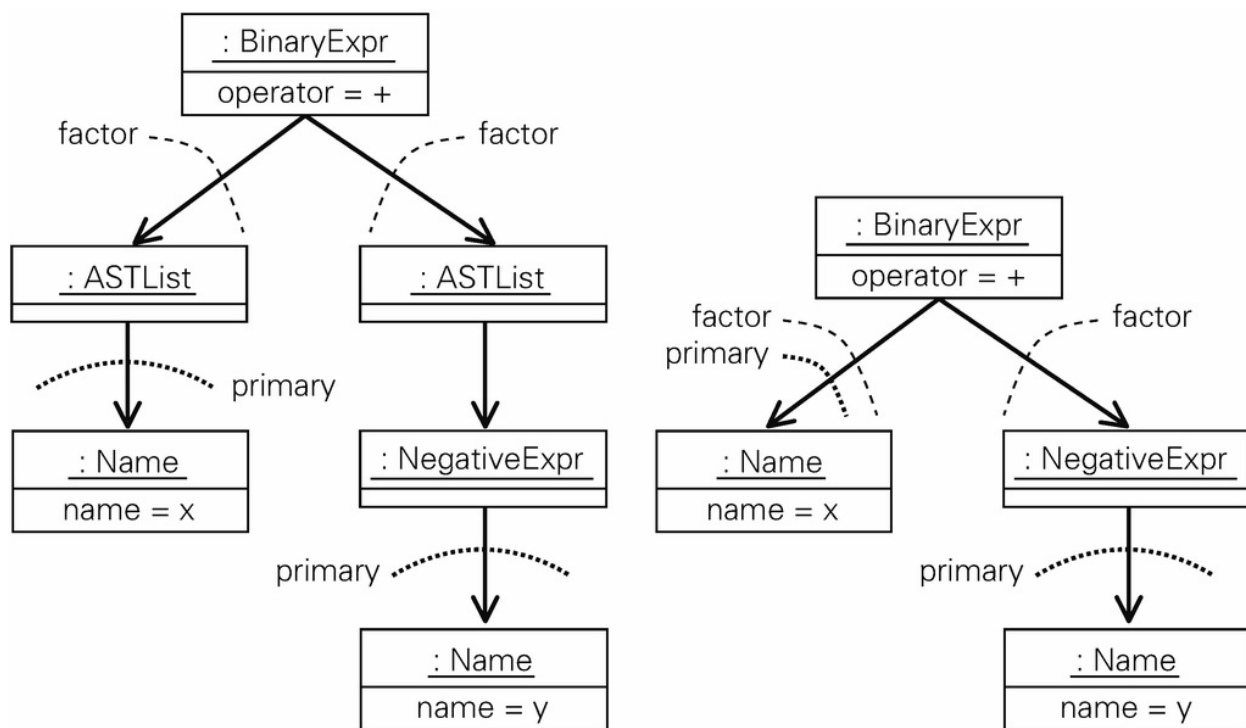 : BinaryExpr
operator = +
factor
factor
: ASTList
: ASTList
primary
: Name
name = x
: NegativeExpr
primary
: Name
name = y
: BinaryExpr
operator = +
factor
primary
factor
: Name
name = x
: NegativeExpr
primary
: Name
name = y